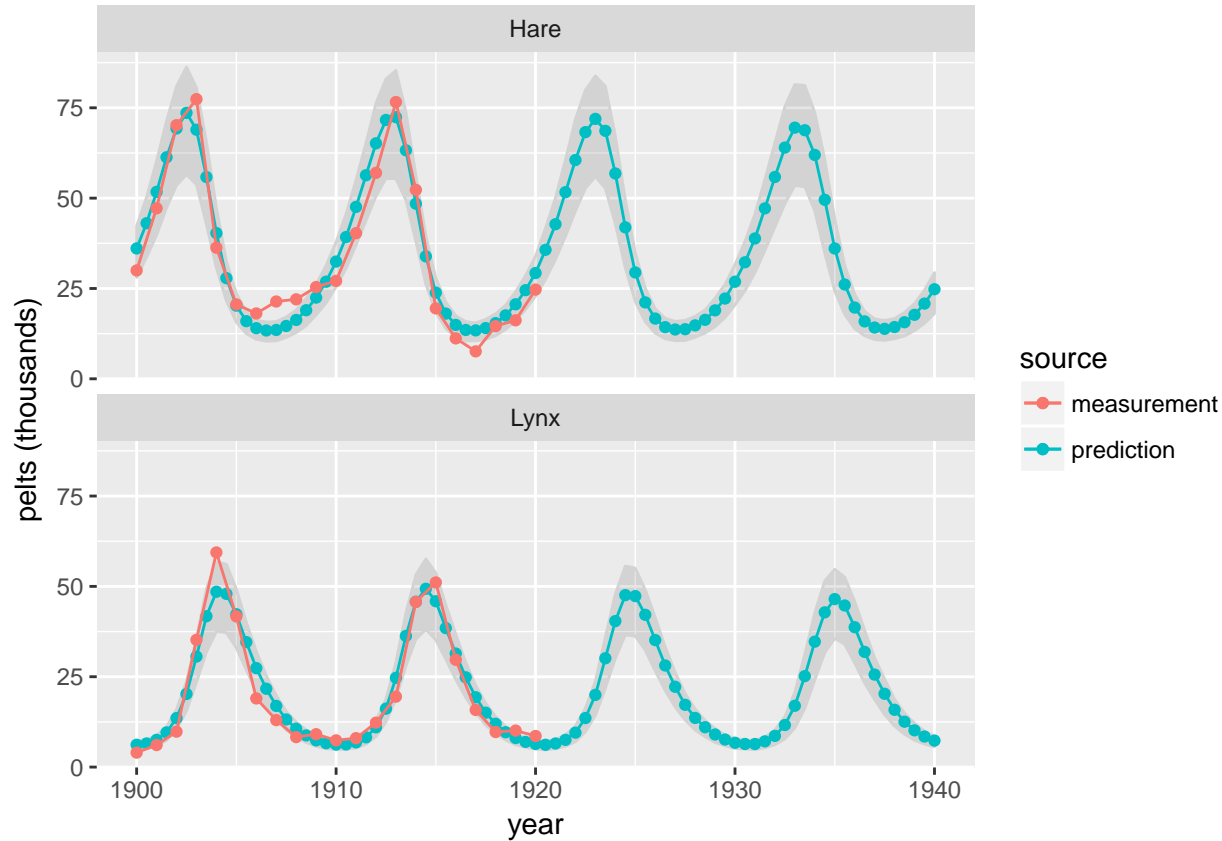 Hare
75
50
25
0
Lynx
75
50
25
0
1900 1910 1920 1930 1940
year
pelts (thousands)
source
measurement
prediction